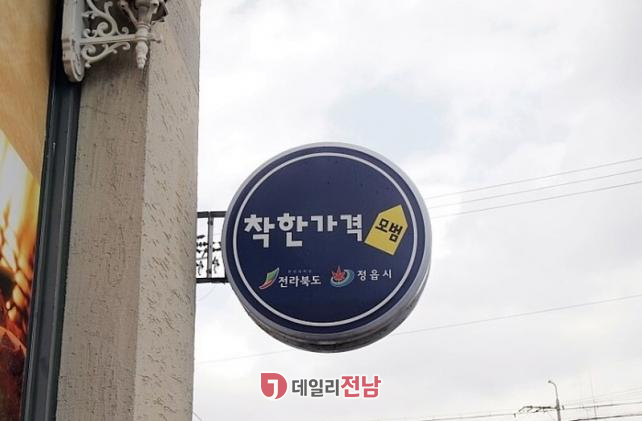 착한가격 모범
전라북도 정읍시
데일리전남